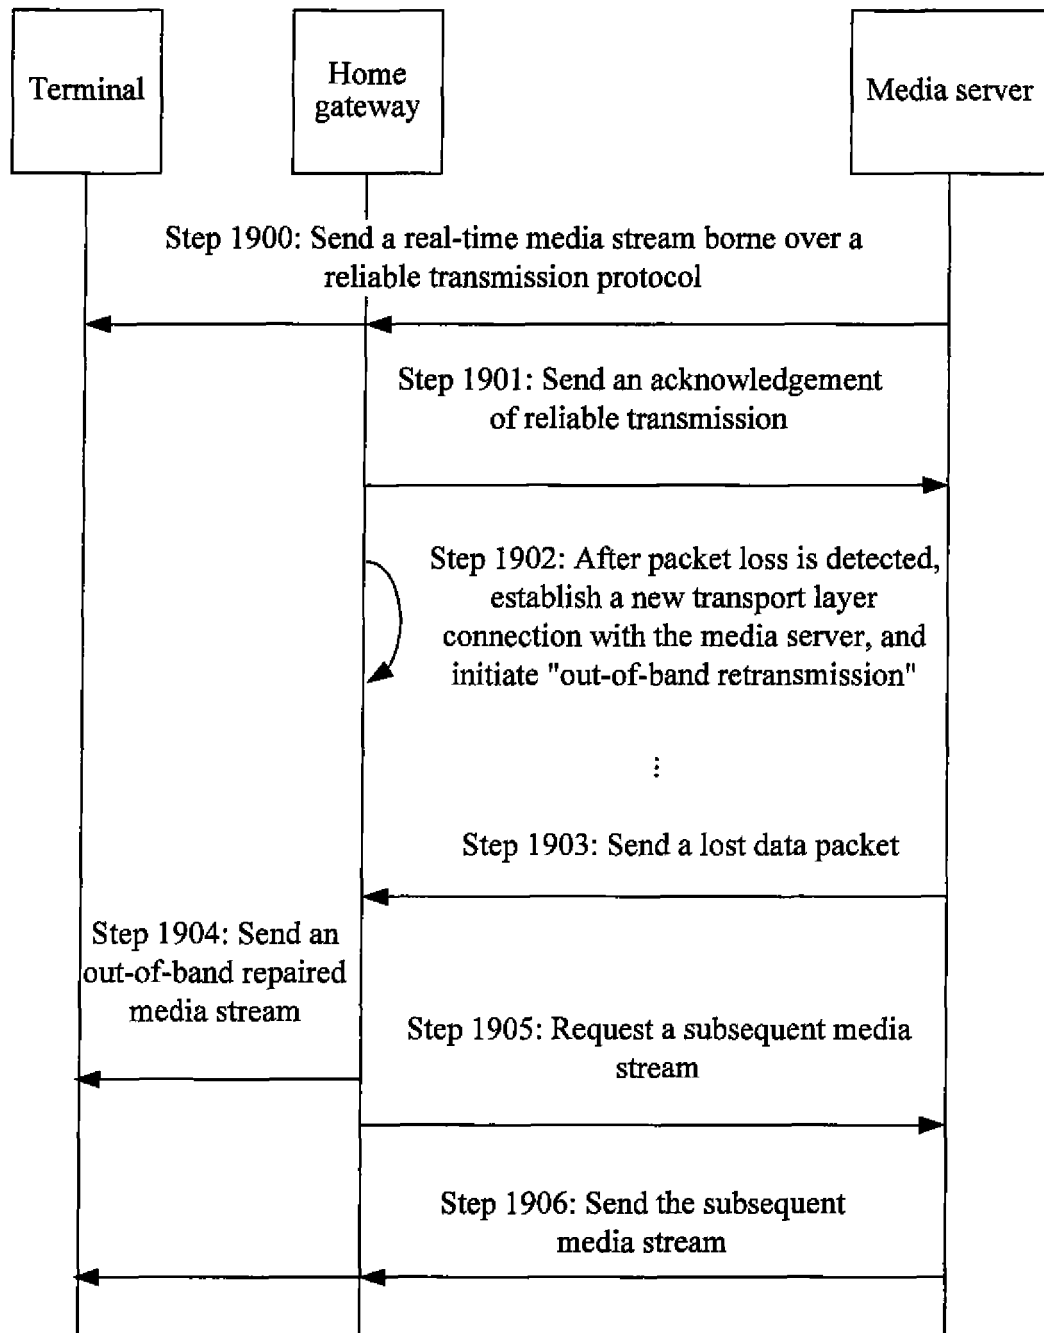 Terminal
Home
gateway
Media server
Step 1900: Send a real-time media stream borne over a
reliable transmission protocol
Step 1901: Send an acknowledgement
of reliable transmission
Step 1902: After packet loss is detected,
establish a new transport layer
connection with the media server, and
initiate "out-of-band retransmission"
⋮
Step 1903: Send a lost data packet
Step 1904: Send an
out-of-band repaired
media stream
Step 1905: Request a subsequent media
stream
Step 1906: Send the subsequent
media stream